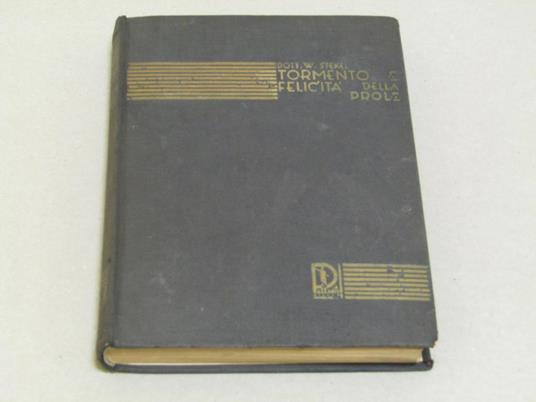 DOTT. W. STEKEL
TORMENTO E
FELICITA' DELLA
PROLE